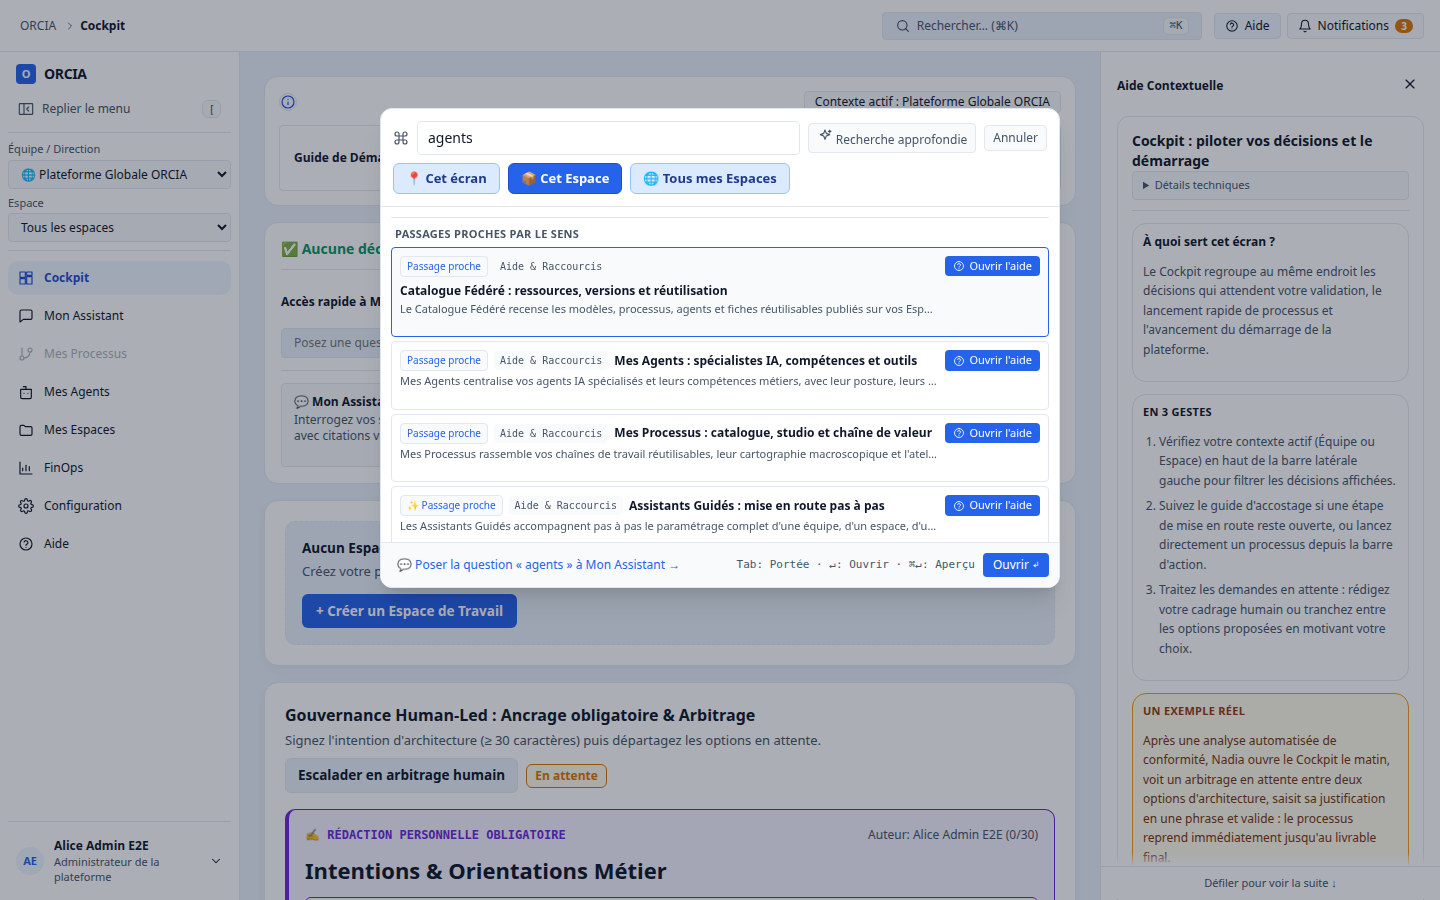 ORCIA > Cockpit
Rechercher... (⌘K) ⌘K
Aide
Notifications 3
O ORCIA
Replier le menu [
Équipe / Direction
🌐 Plateforme Globale ORCIA
Espace
Tous les espaces
Cockpit
Mon Assistant
Mes Processus
Mes Agents
Mes Espaces
FinOps
Configuration
Aide
AE
Alice Admin E2E
Administrateur de la
plateforme
Contexte actif : Plateforme Globale ORCIA
Guide de Déma
✅ Aucune déc
Accès rapide à M
Posez une ques
💬 Mon Assista
Interrogez vos s
avec citations v
Aucun Espa
Créez votre p
+ Créer un Espace de Travail
⌘ agents
Recherche approfondie
Annuler
📍 Cet écran
📦 Cet Espace
🌐 Tous mes Espaces
PASSAGES PROCHES PAR LE SENS
Passage proche Aide & Raccourcis Ouvrir l'aide
Catalogue Fédéré : ressources, versions et réutilisation
Le Catalogue Fédéré recense les modèles, processus, agents et fiches réutilisables publiés sur vos Esp...
Passage proche Aide & Raccourcis Mes Agents : spécialistes IA, compétences et outils Ouvrir l'aide
Mes Agents centralise vos agents IA spécialisés et leurs compétences métiers, avec leur posture, leurs ...
Passage proche Aide & Raccourcis Mes Processus : catalogue, studio et chaîne de valeur Ouvrir l'aide
Mes Processus rassemble vos chaînes de travail réutilisables, leur cartographie macroscopique et l'atel...
✨ Passage proche Aide & Raccourcis Assistants Guidés : mise en route pas à pas Ouvrir l'aide
Les Assistants Guidés accompagnent pas à pas le paramétrage complet d'une équipe, d'un espace, d'u...
💬 Poser la question « agents » à Mon Assistant →
Tab: Portée · ↵: Ouvrir · ⌘↵: Aperçu
Ouvrir ↲
Gouvernance Human-Led : Ancrage obligatoire & Arbitrage
Signez l'intention d'architecture (≥ 30 caractères) puis départagez les options en attente.
Escalader en arbitrage humain
En attente
✍️ RÉDACTION PERSONNELLE OBLIGATOIRE
Auteur: Alice Admin E2E (0/30)
Intentions & Orientations Métier
Aide Contextuelle
Cockpit : piloter vos décisions et le
démarrage
▶ Détails techniques
À quoi sert cet écran ?
Le Cockpit regroupe au même endroit les
décisions qui attendent votre validation, le
lancement rapide de processus et
l'avancement du démarrage de la
plateforme.
EN 3 GESTES
1. Vérifiez votre contexte actif (Équipe ou
Espace) en haut de la barre latérale
gauche pour filtrer les décisions affichées.
2. Suivez le guide d'accostage si une étape
de mise en route reste ouverte, ou lancez
directement un processus depuis la barre
d'action.
3. Traitez les demandes en attente : rédigez
votre cadrage humain ou tranchez entre
les options proposées en motivant votre
choix.
UN EXEMPLE RÉEL
Après une analyse automatisée de
conformité, Nadia ouvre le Cockpit le matin,
voit un arbitrage en attente entre deux
options d'architecture, saisit sa justification
en une phrase et valide : le processus
reprend immédiatement jusqu'au livrable
final.
Défiler pour voir la suite ↓